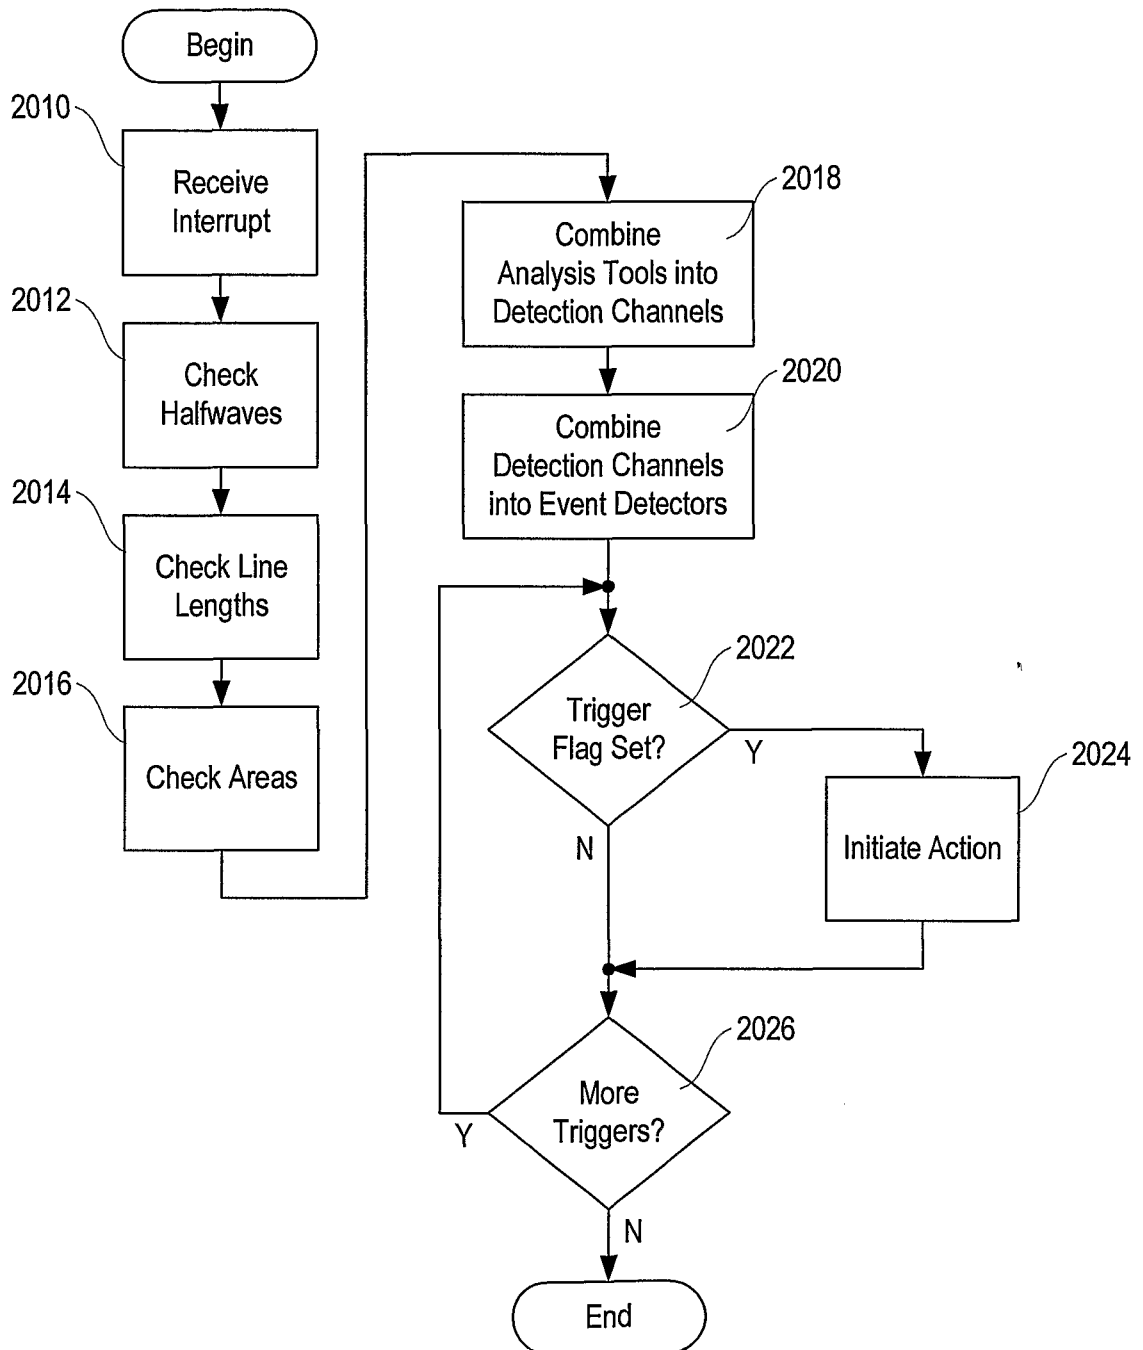 Begin
2010
Receive
Interrupt
2012
Check
Halfwaves
2014
Check Line
Lengths
2016
Check Areas
2018
Combine
Analysis Tools into
Detection Channels
2020
Combine
Detection Channels
into Event Detectors
2022
Trigger
Flag Set?
Y
N
2024
Initiate Action
2026
More
Triggers?
Y
N
End